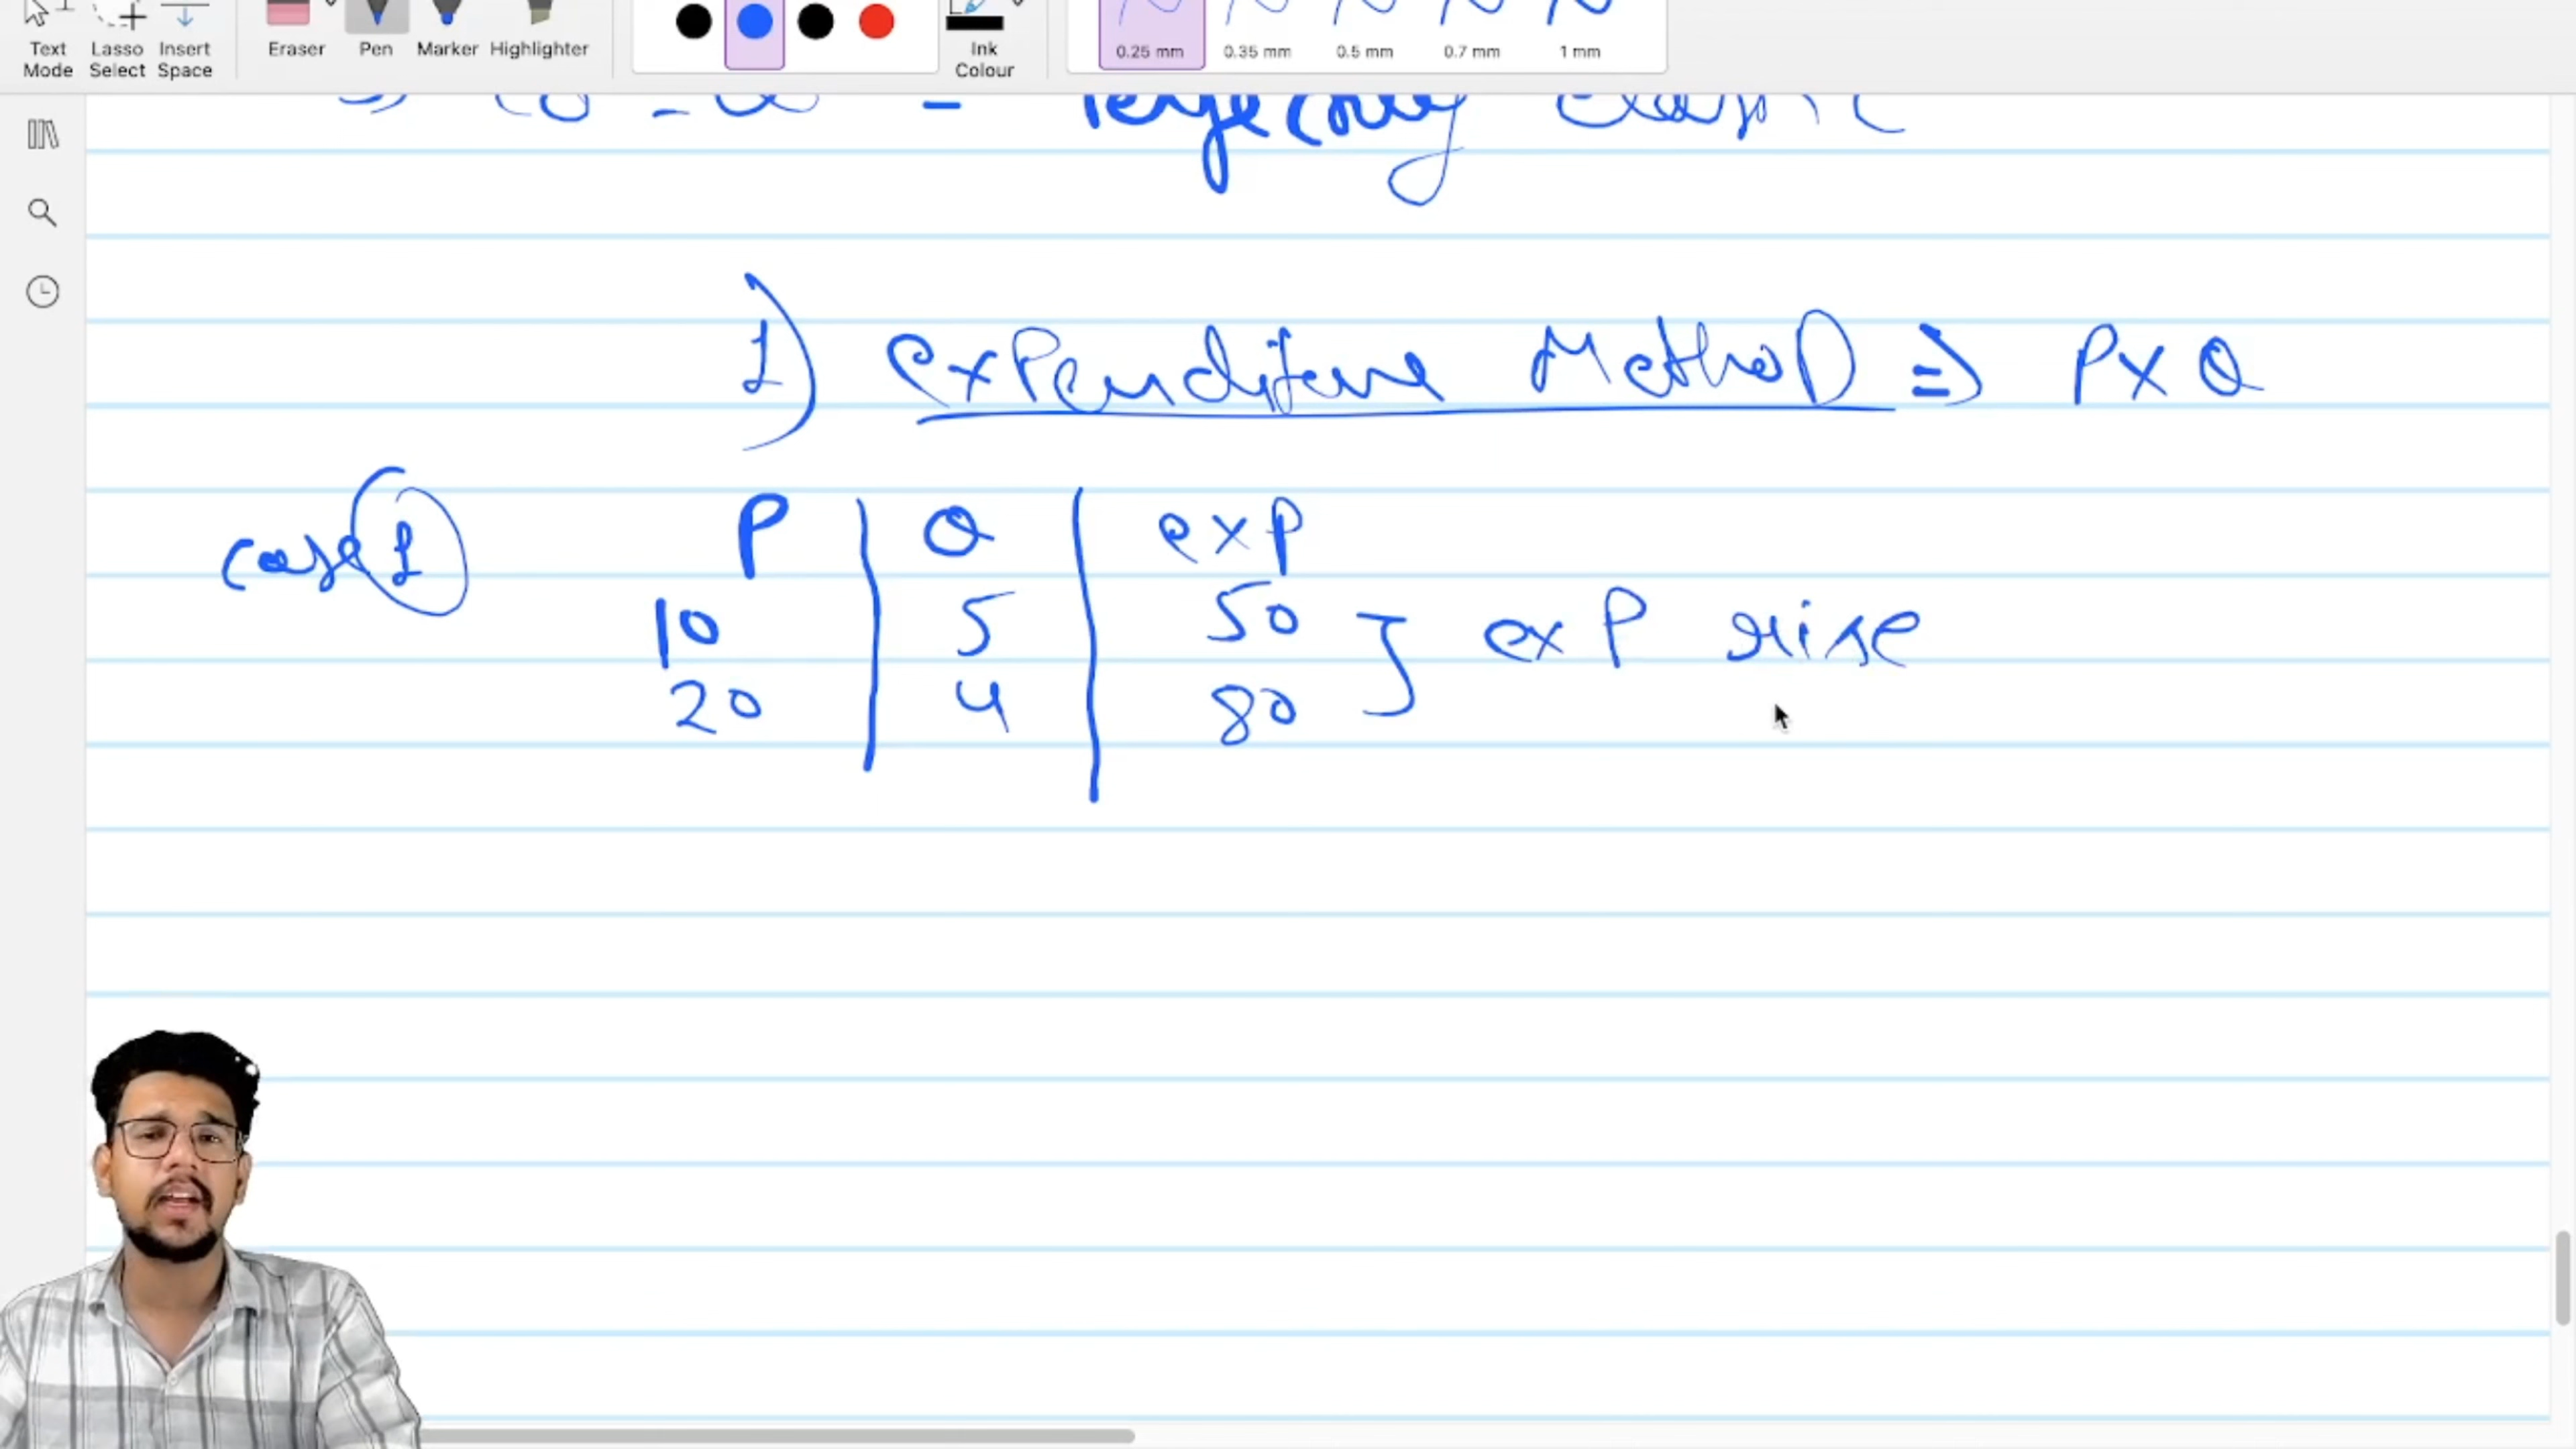 Text Mode
Lasso Select
Insert Space
Eraser
Pen
Marker
Highlighter
Ink Colour
0.25 mm
0.35 mm
0.5 mm
0.7 mm
1 mm
1) Expenditure Method => P x Q
case 1
P | Q | exp
10 | 5 | 50 ] exp rise
20 | 4 | 80